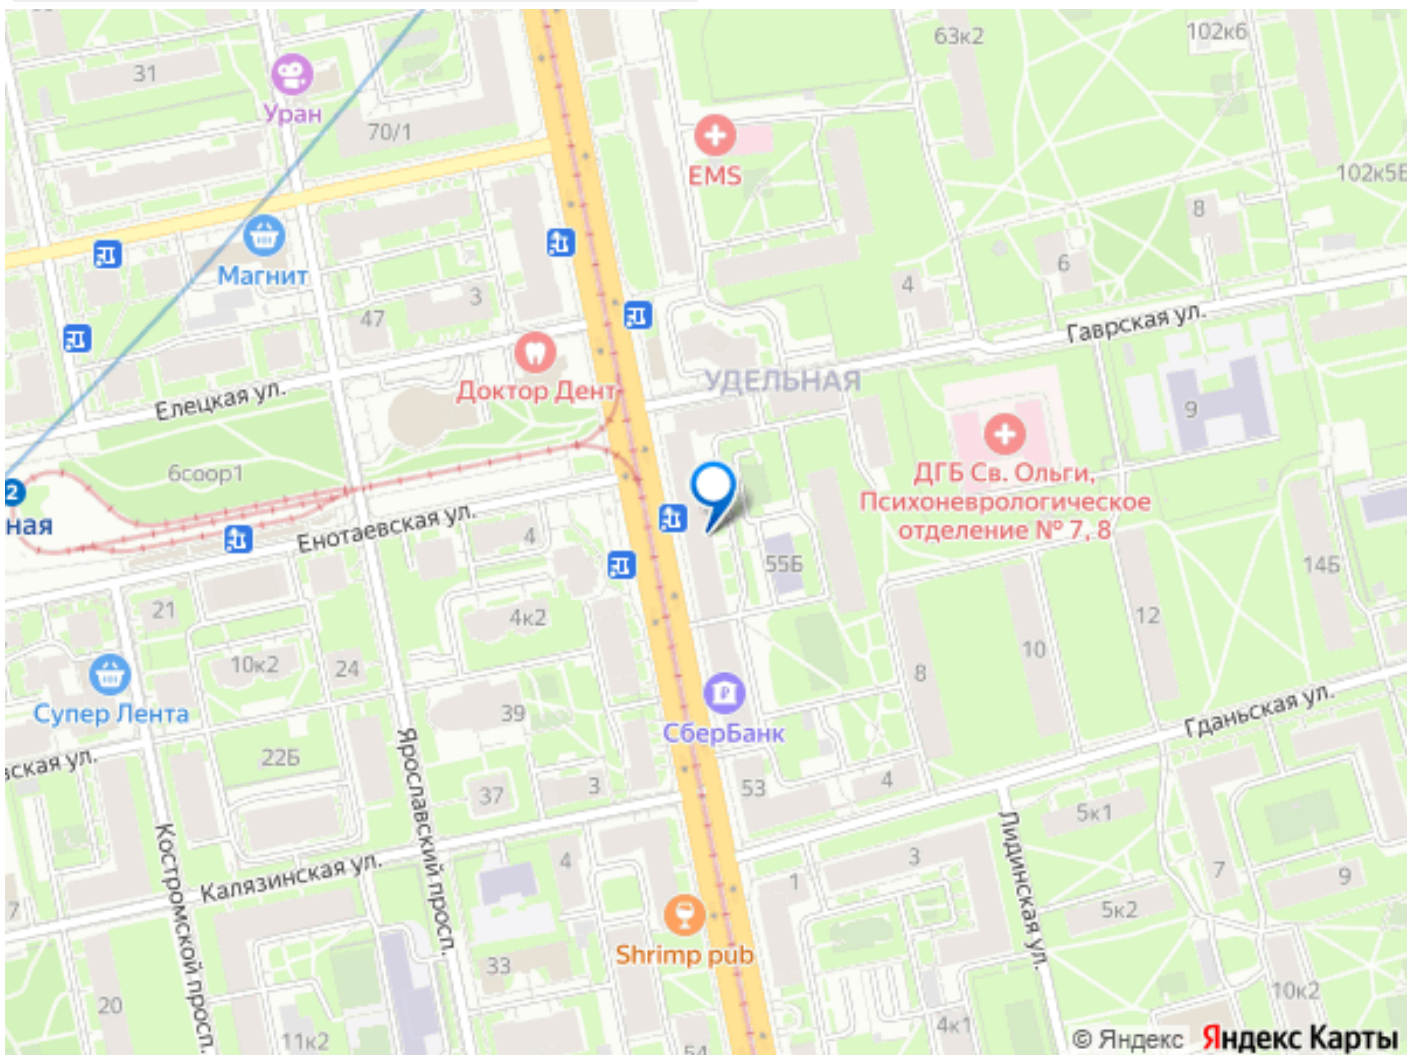 63к2
102к6
31
Уран
70/1
EMS
102к5Б
8
Магнит
6
4
3
47
Гаврская ул.
УДЕЛЬНАЯ
Доктор Дент
Елецкая ул.
9
6соор1
ДГБ Св. Ольги,
Психоневрологическое
отделение № 7, 8
2
ная
Енотаевская ул.
4
55Б
14Б
21
4к2
12
10к2
24
10
8
Супер Лента
39
СберБанк
Гданьская ул.
вская ул.
22Б
Ярославский просп.
37
3
53
4
5к1
Лидинская ул.
Костромской просп.
Калязинская ул.
4
3
1
7
9
7
5к2
Shrimp pub
33
20
11к2
54
4к1
10к2
© Яндекс Яндекс Карты